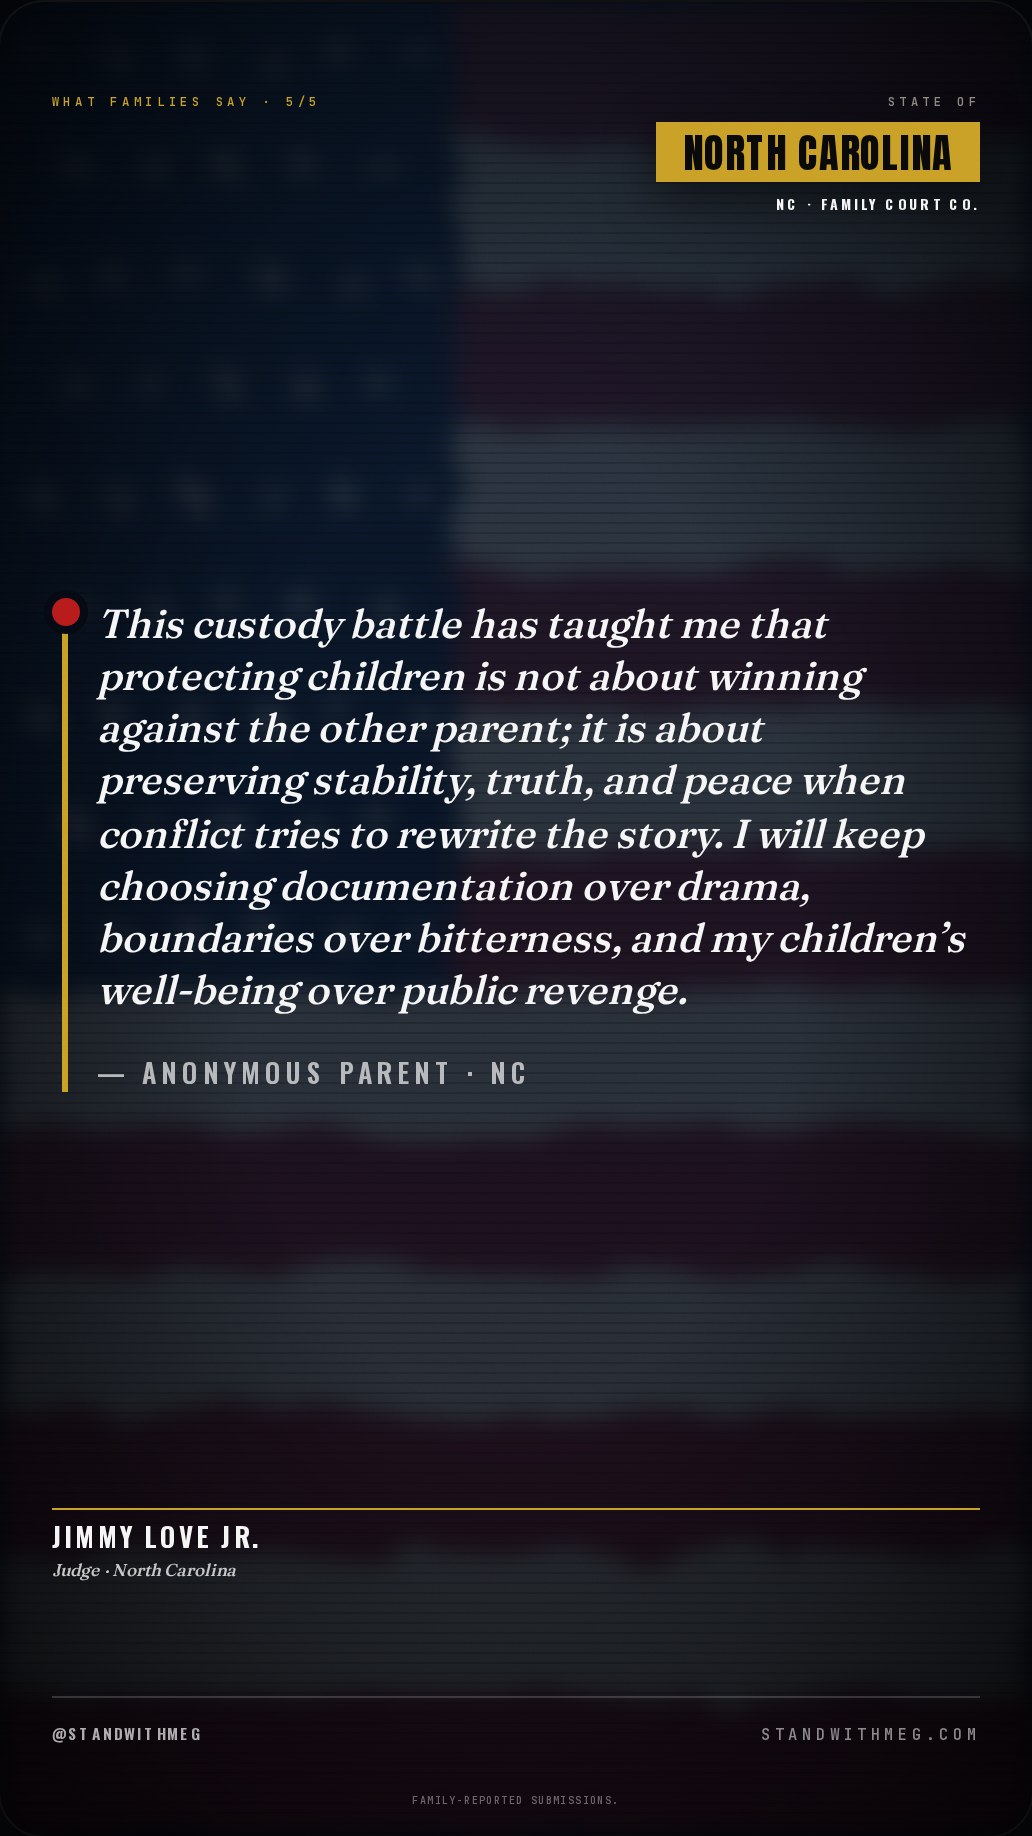 WHAT FAMILIES SAY · 5/5
STATE OF
NORTH CAROLINA
NC · FAMILY COURT CO.
This custody battle has taught me that
protecting children is not about winning
against the other parent; it is about
preserving stability, truth, and peace when
conflict tries to rewrite the story. I will keep
choosing documentation over drama,
boundaries over bitterness, and my children’s
well-being over public revenge.
— ANONYMOUS PARENT · NC
JIMMY LOVE JR.
Judge · North Carolina
@STANDWITHMEG
STANDWITHMEG.COM
FAMILY-REPORTED SUBMISSIONS.